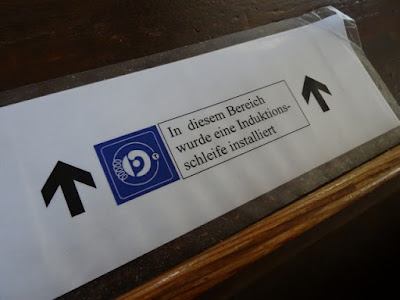 In diesem Bereich
wurde eine Induktions-
schleife installiert